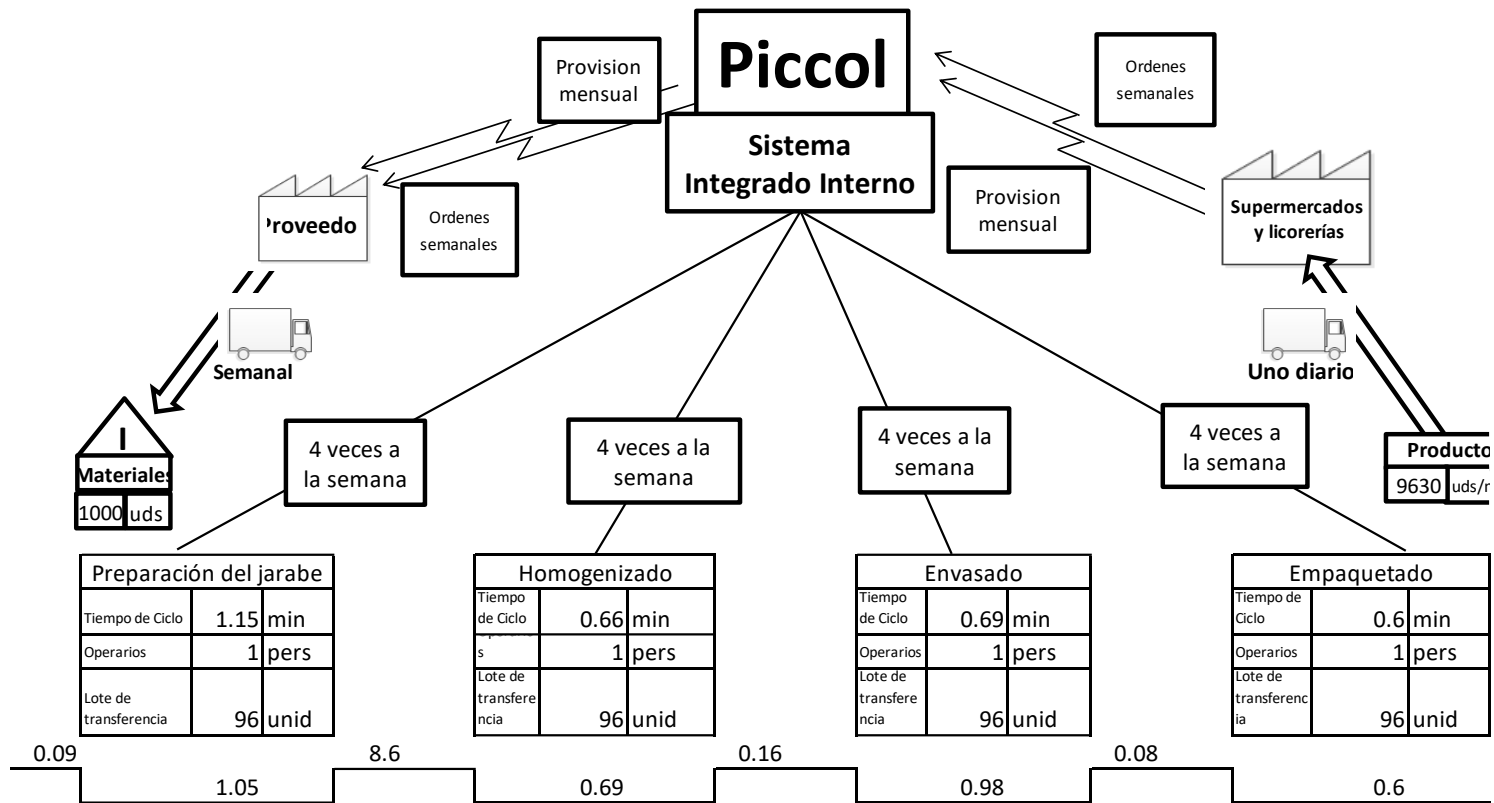 Piccol
Sistema
Integrado Interno
Provision
mensual
Ordenes
semanales
Ordenes
semanales
Provision
mensual
Proveedo
Supermercados
y licorerías
Semanal
Uno diario
I
Materiales
1000 uds
Producto
9630 uds/
4 veces a
la semana
4 veces a la
semana
4 veces a la
semana
4 veces a
la semana
Preparación del jarabe
Tiempo de Ciclo 1.15 min
Operarios 1 pers
Lote de
transferencia 96 unid
Homogenizado
Tiempo
de Ciclo 0.66 min
s 1 pers
Lote de
transfere
ncia 96 unid
Envasado
Tiempo
de Ciclo 0.69 min
Operarios 1 pers
Lote de
transfere
ncia 96 unid
Empaquetado
Tiempo de
Ciclo 0.6 min
Operarios 1 pers
Lote de
transferenc
ia 96 unid
0.09 8.6 0.16 0.08
1.05 0.69 0.98 0.6